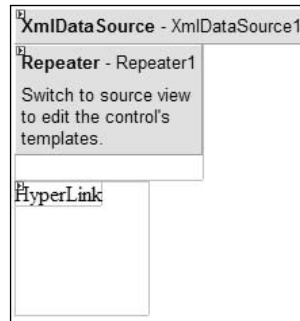 XmlDataSource - XmlDataSource1
Repeater - Repeater1
Switch to source view
to edit the control's
templates.
HyperLink